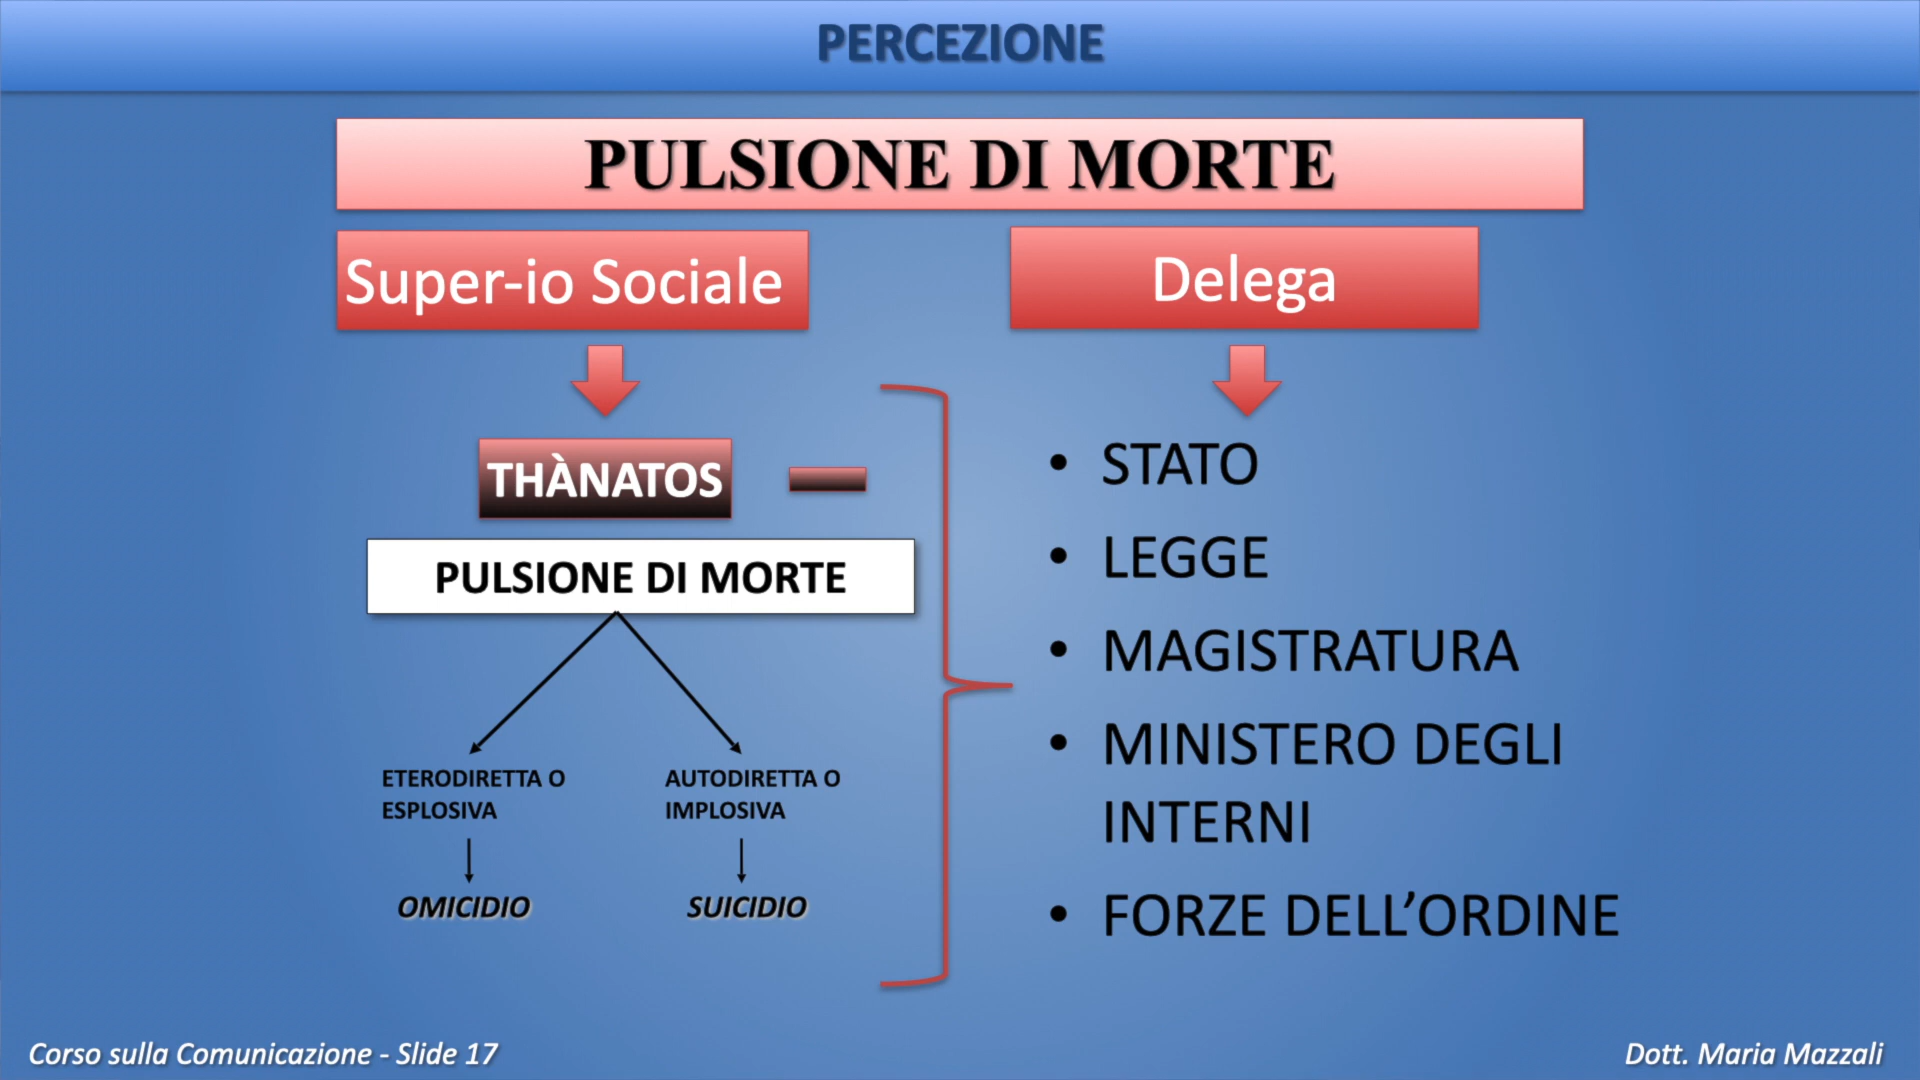 PERCEZIONE
PULSIONE DI MORTE
Super-io Sociale
Delega
THÀNATOS
PULSIONE DI MORTE
ETERODIRETTA O
ESPLOSIVA
AUTODIRETTA O
IMPLOSIVA
OMICIDIO
SUICIDIO
• STATO
• LEGGE
• MAGISTRATURA
• MINISTERO DEGLI
INTERNI
• FORZE DELL’ORDINE
Corso sulla Comunicazione - Slide 17
Dott. Maria Mazzali